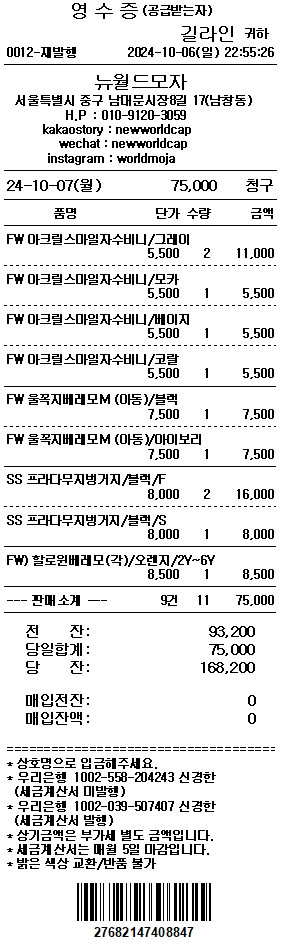 영 수 증 (공급받는자)
길라인 귀하
0012-재발행 2024-10-06(일) 22:55:26
뉴월드모자
서울특별시 중구 남대문시장8길 17(남창동)
H.P : 010-9120-3059
kakaostory : newworldcap
wechat : newworldcap
instagram : worldmoja
24-10-07(월) 75,000 청구
품명 단가 수량 금액
FW 아크릴스마일자수비니/그레이
5,500 2 11,000
FW 아크릴스마일자수비니/모카
5,500 1 5,500
FW 아크릴스마일자수비니/베이지
5,500 1 5,500
FW 아크릴스마일자수비니/코랄
5,500 1 5,500
FW 울폭지베레모M (아동)/블랙
7,500 1 7,500
FW 울폭지베레모M (아동)/아이보리
7,500 1 7,500
SS 프라다무지벙거지/블랙/F
8,000 2 16,000
SS 프라다무지벙거지/블랙/S
8,000 1 8,000
FW) 할로윈베레모(각)/오렌지/2Y~6Y
8,500 1 8,500
--- 판매소계 --- 9건 11 75,000
전 잔: 93,200
당일합계: 75,000
당 잔: 168,200
매입전잔: 0
매입잔액: 0
* 상호명으로 입금해주세요.
* 우리은행 1002-558-204243 신경한
(세금계산서 미발행)
* 우리은행 1002-039-507407 신경한
(세금계산서 발행)
* 상기금액은 부가세 별도 금액입니다.
* 세금계산서는 매월 5일 마감입니다.
* 밝은 색상 교환/반품 불가
27682147408847